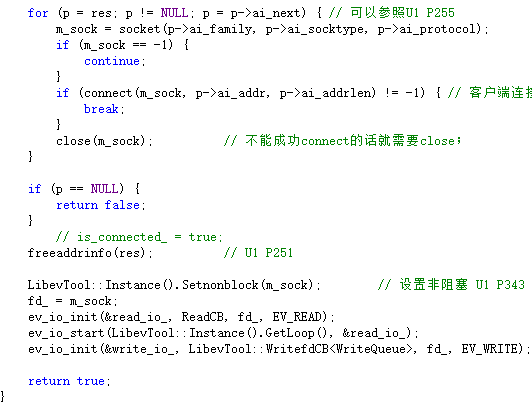 for (p = res; p != NULL; p = p->ai_next) { // 可以参照U1 P255
m_sock = socket(p->ai_family, p->ai_socktype, p->ai_protocol);
if (m_sock == -1) {
continue;
}
if (connect(m_sock, p->ai_addr, p->ai_addrlen) != -1) { // 客户端连接
break;
}
close(m_sock); // 不能成功connect的话就需要close;
}
if (p == NULL) {
return false;
}
// is_connected_ = true;
freeaddrinfo(res); // U1 P251
LibevTool::Instance().Setnonblock(m_sock); // 设置非阻塞 U1 P343
fd_ = m_sock;
ev_io_init(&read_io_, ReadCB, fd_, EV_READ);
ev_io_start(LibevTool::Instance().GetLoop(), &read_io_);
ev_io_init(&write_io_, LibevTool::WritefdCB<WriteQueue>, fd_, EV_WRITE);
return true;
}